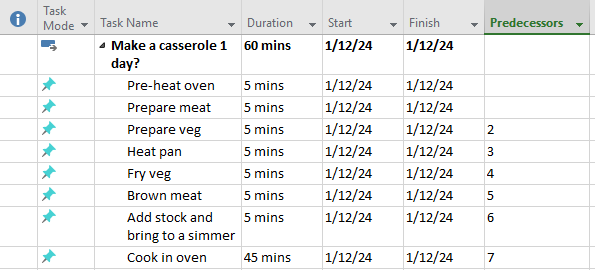 Task Mode Task Name Duration Start Finish Predecessors
Make a casserole 1 day? 60 mins 1/12/24 1/12/24
Pre-heat oven 5 mins 1/12/24 1/12/24
Prepare meat 5 mins 1/12/24 1/12/24
Prepare veg 5 mins 1/12/24 1/12/24 2
Heat pan 5 mins 1/12/24 1/12/24 3
Fry veg 5 mins 1/12/24 1/12/24 4
Brown meat 5 mins 1/12/24 1/12/24 5
Add stock and bring to a simmer 5 mins 1/12/24 1/12/24 6
Cook in oven 45 mins 1/12/24 1/12/24 7